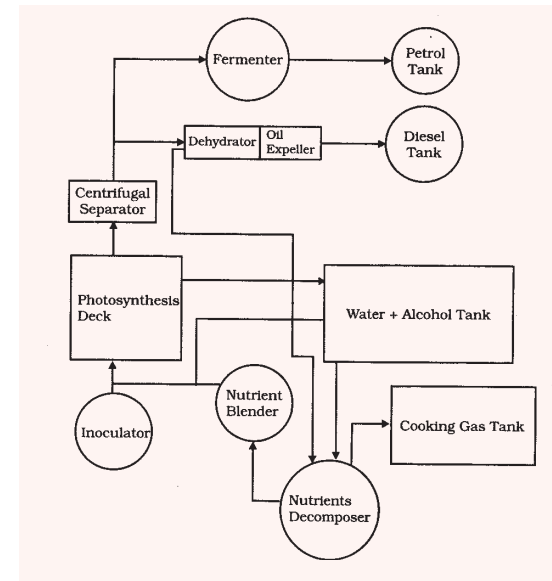 Fermenter
Petrol
Tank
Dehydrator
Oil
Expeller
Diesel
Tank
Centrifugal
Separator
Photosynthesis
Deck
Water + Alcohol Tank
Nutrient
Blender
Inoculator
Cooking Gas Tank
Nutrients
Decomposer